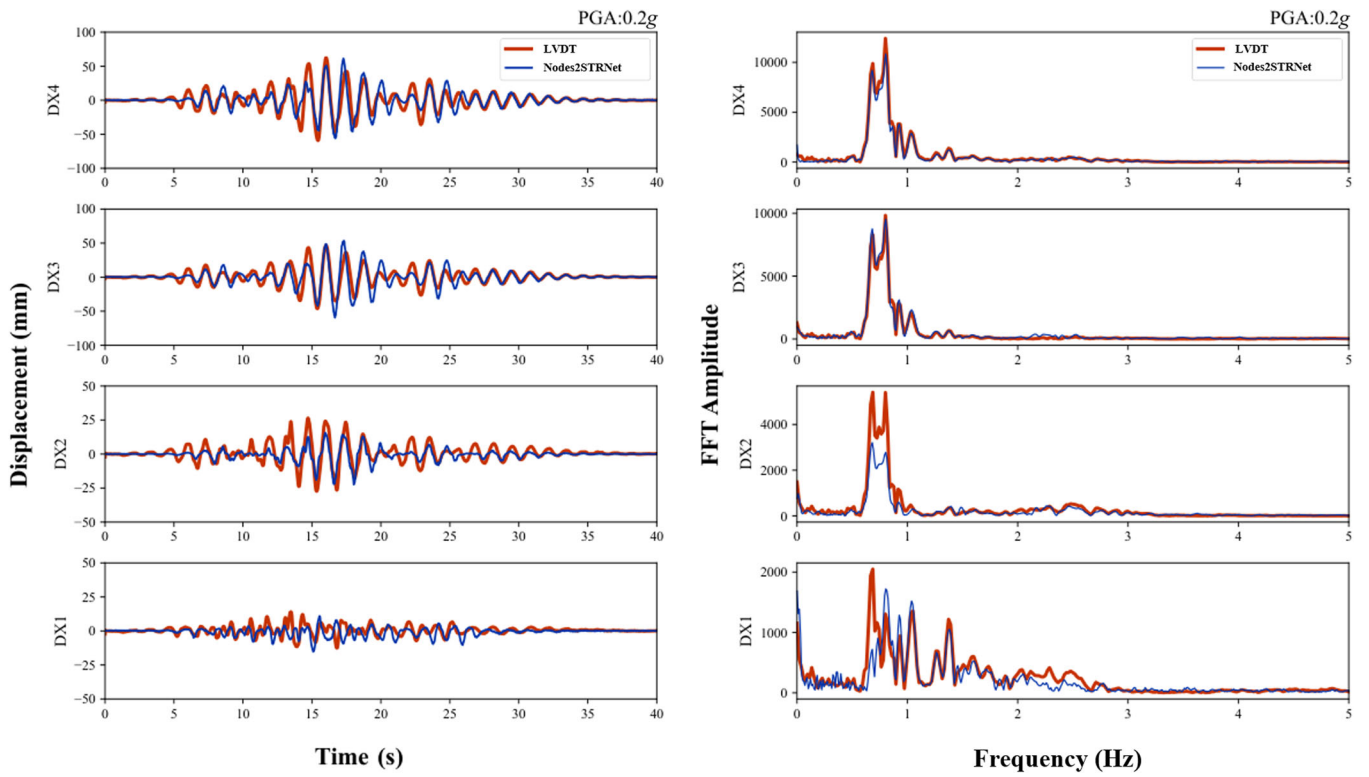 PGA:0.2g
100
50
0
−50
−100
DX4
LVDT
Nodes2STRNet
0 5 10 15 20 25 30 35 40
100
50
0
−50
−100
DX3
0 5 10 15 20 25 30 35 40
50
25
0
−25
−50
DX2
0 5 10 15 20 25 30 35 40
50
25
0
−25
−50
DX1
0 5 10 15 20 25 30 35 40
Displacement (mm)
Time (s)
PGA:0.2g
10000
7500
5000
2500
0
DX4
LVDT
Nodes2STRNet
0 1 2 3 4 5
10000
5000
0
DX3
0 1 2 3 4 5
4000
2000
0
DX2
0 1 2 3 4 5
2000
1000
0
DX1
0 1 2 3 4 5
FFT Amplitude
Frequency (Hz)